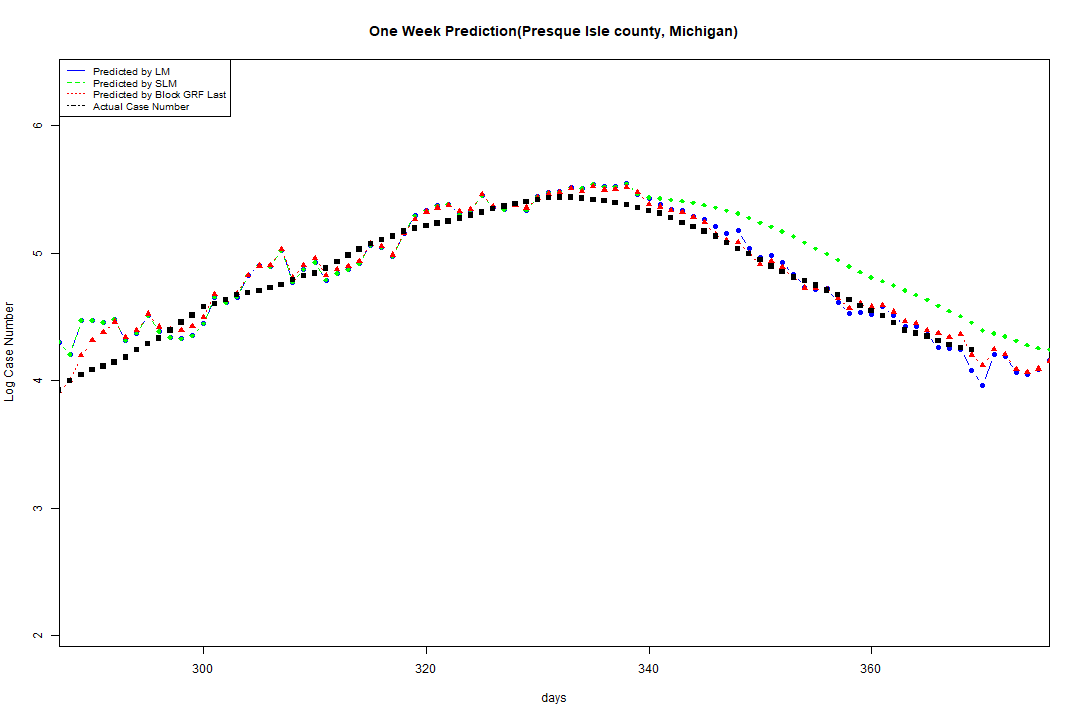 One Week Prediction(Presque Isle county, Michigan)
Predicted by LM
Predicted by SLM
Predicted by Block GRF Last
Actual Case Number
6
5
4
3
2
Log Case Number
300 320 340 360
days